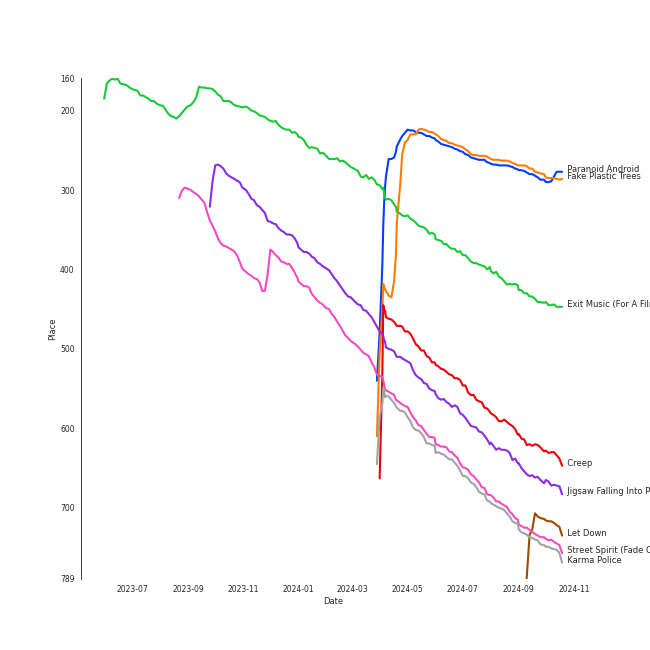 160
200
300
400
500
600
700
789
Place
2023-07
2023-09
2023-11
2024-01
2024-03
2024-05
2024-07
2024-09
2024-11
Date
Paranoid Android
Fake Plastic Trees
Exit Music (For A Fil
Creep
Jigsaw Falling Into P
Let Down
Street Spirit (Fade O
Karma Police